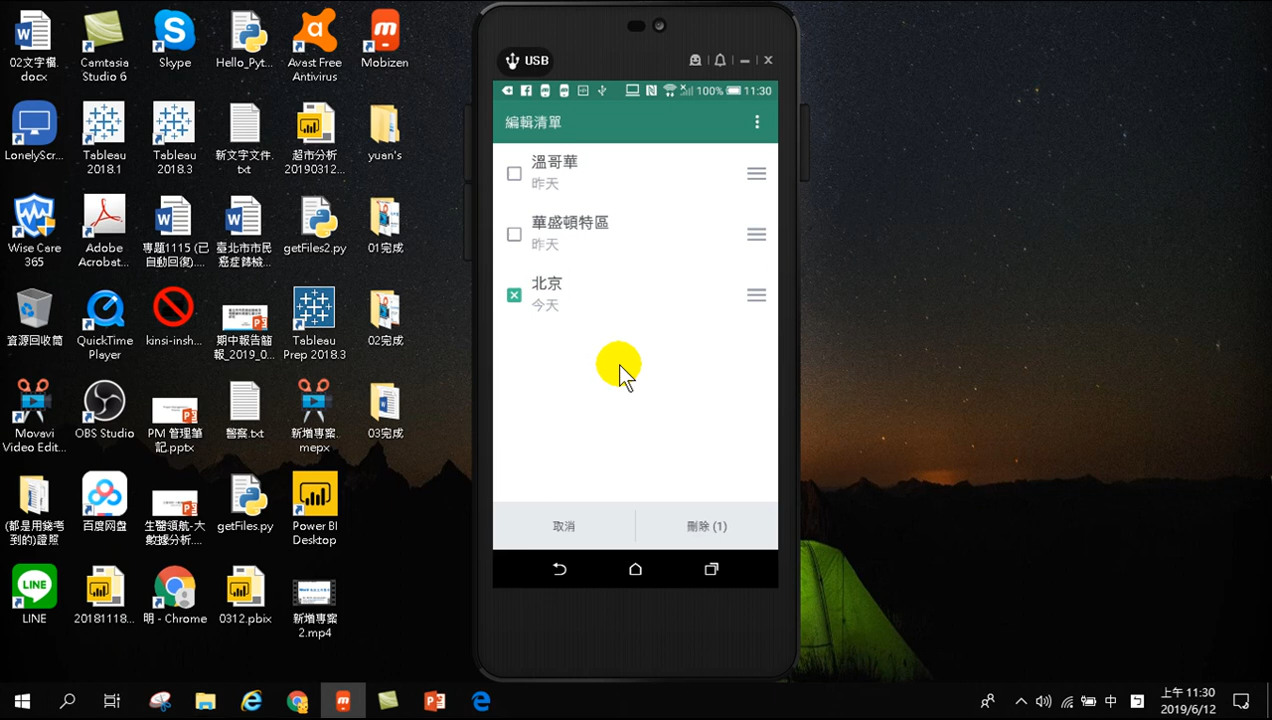 02文字檔.
docx
Camtasia
Studio 6
Skype
Hello_Pyt...
Avast Free
Antivirus
Mobizen
LonelyScr...
Tableau
2018.1
Tableau
2018.3
新文字文件.
txt
超市分析
20190312...
yuan's
Wise Care
365
Adobe
Acrobat...
專題1115 (已
自動回復)....
臺北市市民
癌症篩檢...
getFiles2.py
01完成
資源回收筒
QuickTime
Player
kinsi-insh...
期中報告簡
報_2019_0...
Tableau
Prep 2018.3
02完成
Movavi
Video Edit...
OBS Studio
PM 管理筆
記.pptx
警察.txt
新增專案.
mepx
03完成
(都是用幾考
到的)證照
百度网盘
生醫領航-大
數據分析....
getFiles.py
Power BI
Desktop
LINE
20181118...
明 - Chrome
0312.pbix
新增專案
2.mp4
USB
100% 11:30
編輯清單
溫哥華
昨天
華盛頓特區
昨天
北京
今天
取消
刪除 (1)
中
上午 11:30
2019/6/12